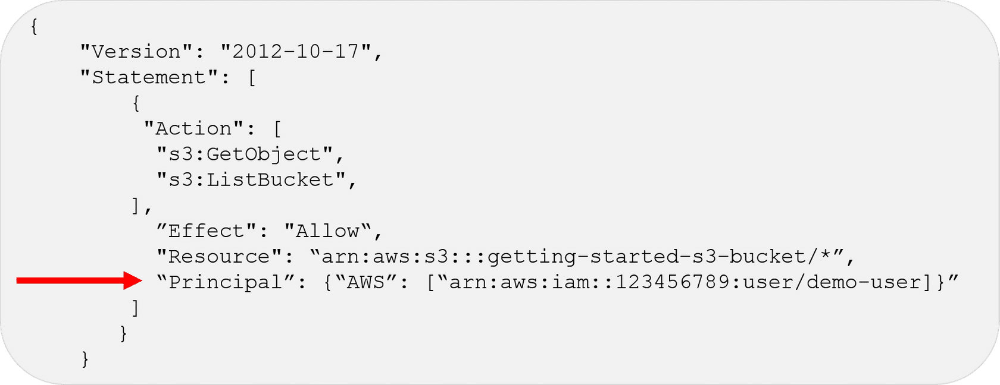 {
"Version": "2012-10-17",
"Statement": [
{
"Action": [
"s3:GetObject",
"s3:ListBucket",
],
”Effect": "Allow“,
"Resource": “arn:aws:s3:::getting-started-s3-bucket/*”,
“Principal”: {“AWS”: [“arn:aws:iam::123456789:user/demo-user]}”
]
}
}